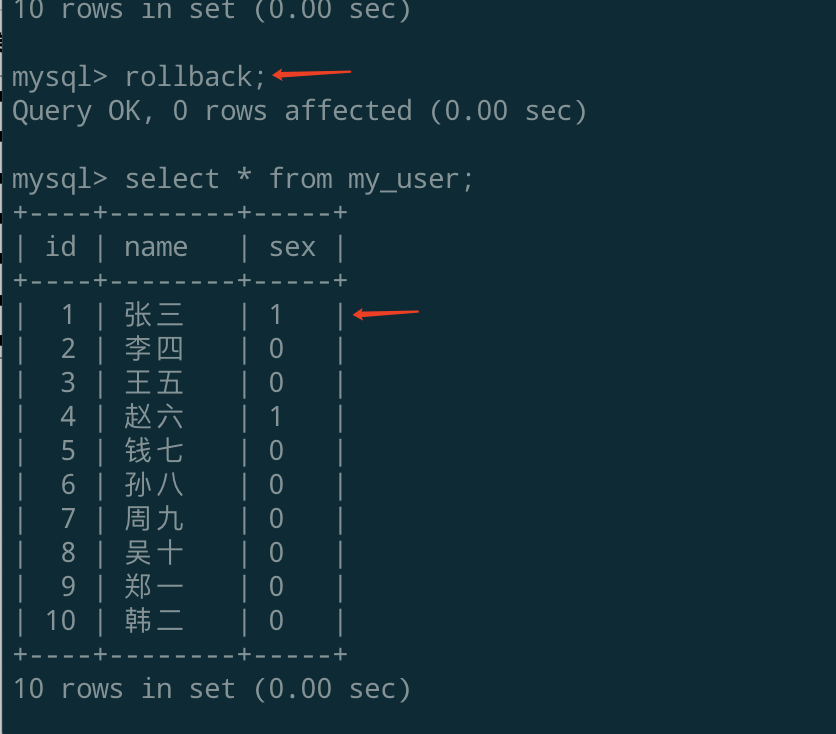 10 rows in set (0.00 sec)
mysql> rollback;
Query OK, 0 rows affected (0.00 sec)
mysql> select * from my_user;
+----+--------+-----+
| id | name   | sex |
+----+--------+-----+
|  1 | 张三   | 1   |
|  2 | 李四   | 0   |
|  3 | 王五   | 0   |
|  4 | 赵六   | 1   |
|  5 | 钱七   | 0   |
|  6 | 孙八   | 0   |
|  7 | 周九   | 0   |
|  8 | 吴十   | 0   |
|  9 | 郑一   | 0   |
| 10 | 韩二   | 0   |
+----+--------+-----+
10 rows in set (0.00 sec)